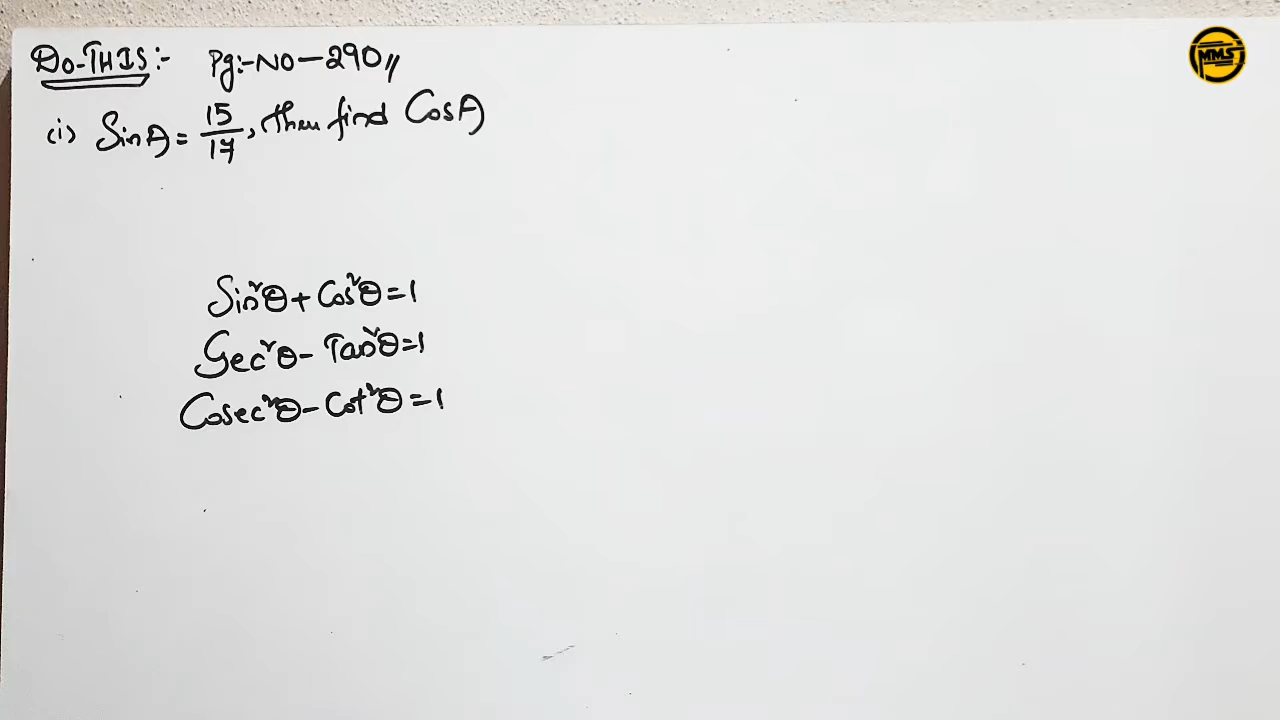 DO-THIS:- Pg:-NO-290//
(i) SinA = 15/17, then find CosA
Sin²θ + Cos²θ = 1
Sec²θ - Tan²θ = 1
Cosec²θ - Cot²θ = 1
MMS